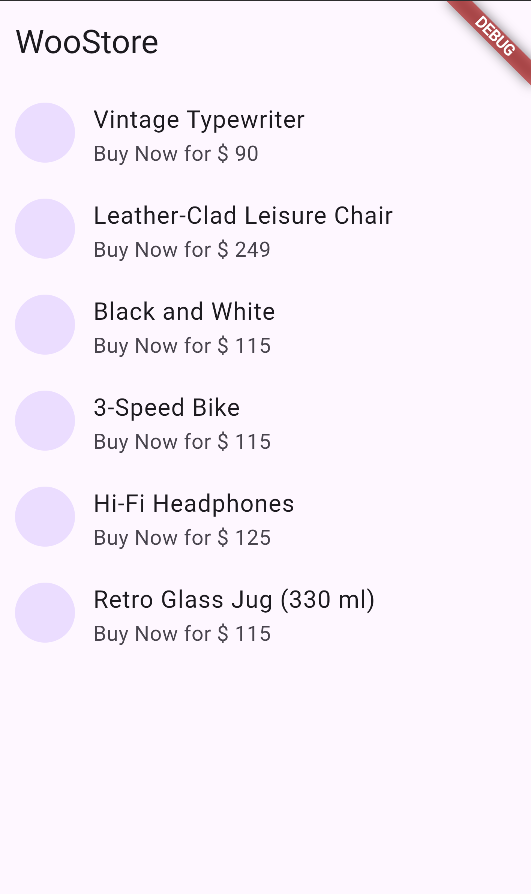 WooStore
DEBUG
Vintage Typewriter
Buy Now for $ 90
Leather-Clad Leisure Chair
Buy Now for $ 249
Black and White
Buy Now for $ 115
3-Speed Bike
Buy Now for $ 115
Hi-Fi Headphones
Buy Now for $ 125
Retro Glass Jug (330 ml)
Buy Now for $ 115